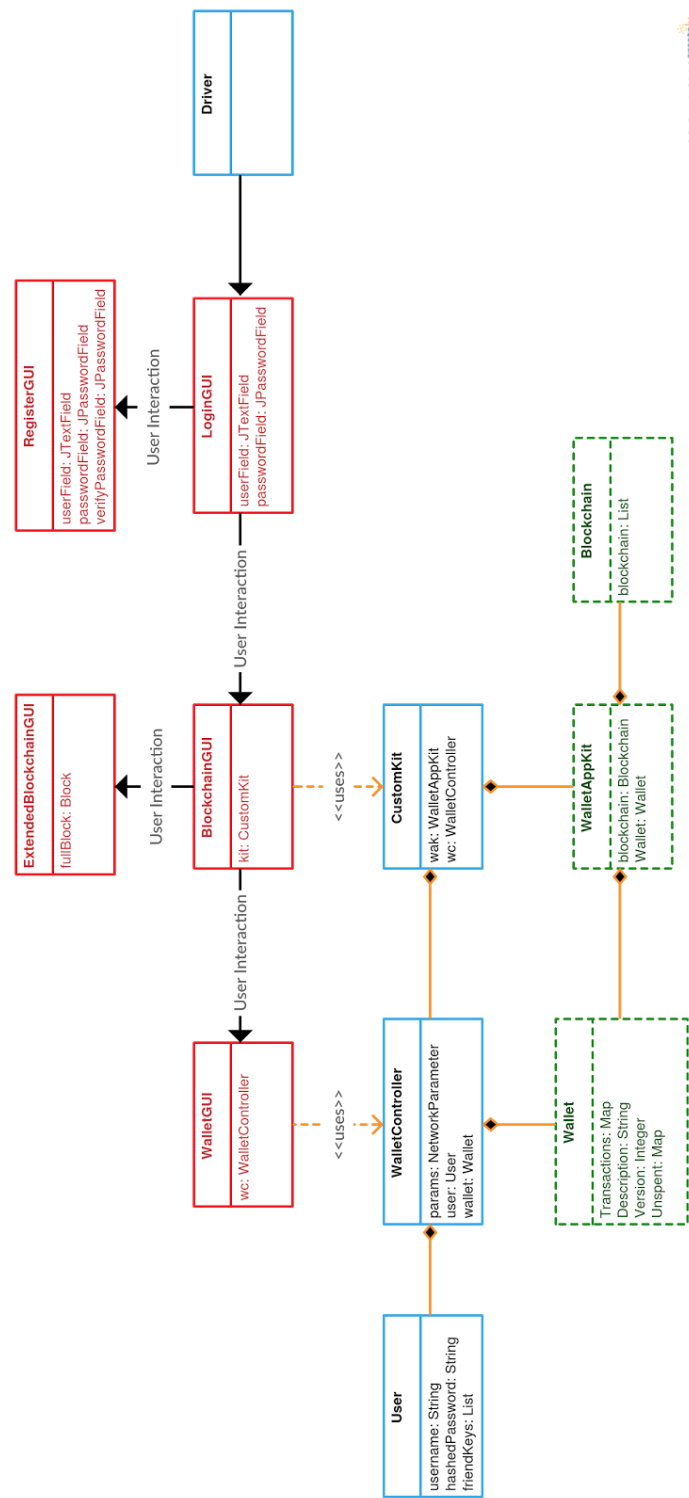 User
username: String
hashedPassword: String
friendKeys: List
WalletGUI
wc: WalletController
<<uses>>
WalletController
params: NetworkParameter
user: User
wallet: Wallet
Wallet
Transactions: Map
Description: String
Version: Integer
Unspent: Map
User Interaction
ExtendedBlockchainGUI
fullBlock: Block
User Interaction
BlockchainGUI
kit: CustomKit
<<uses>>
CustomKit
wak: WalletAppKit
wc: WalletController
WalletAppKit
blockchain: Blockchain
Wallet: Wallet
Blockchain
blockchain: List
User Interaction
RegisterGUI
userField: JTextField
passwordField: JPasswordField
verifyPasswordField: JPasswordField
User Interaction
LoginGUI
userField: JTextField
passwordField: JPasswordField
Driver